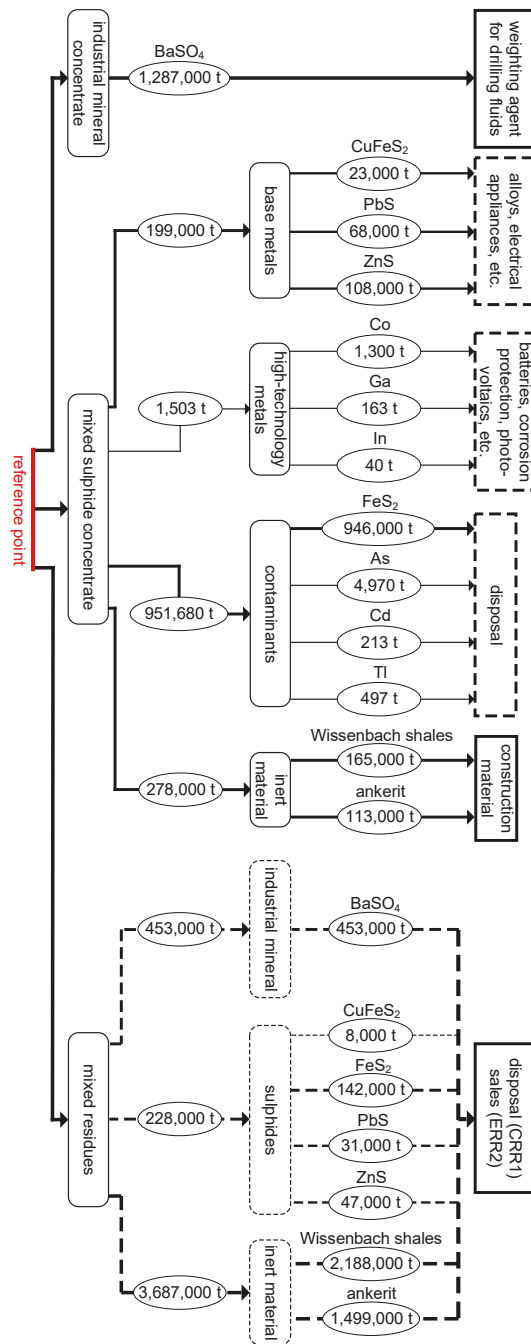 BaSO₄
1,287,000 t
industrial mineral
concentrate
weighting agent
for drilling fluids
CuFeS₂
23,000 t
PbS
68,000 t
ZnS
108,000 t
199,000 t
base metals
alloys, electrical
appliances, etc.
Co
1,300 t
Ga
163 t
In
40 t
1,503 t
high-technology
metals
batteries, corrosion
protection, photo-
voltaics, etc.
mixed sulphide concentrate
reference point
FeS₂
946,000 t
As
4,970 t
Cd
213 t
Tl
497 t
951,680 t
contaminants
disposal
Wissenbach shales
165,000 t
ankerit
113,000 t
278,000 t
inert
material
construction
material
BaSO₄
453,000 t
453,000 t
industrial mineral
CuFeS₂
8,000 t
FeS₂
142,000 t
PbS
31,000 t
ZnS
47,000 t
228,000 t
sulphides
mixed residues
disposal (CRR1)
sales (ERR2)
Wissenbach shales
2,188,000 t
ankerit
1,499,000 t
3,687,000 t
inert material